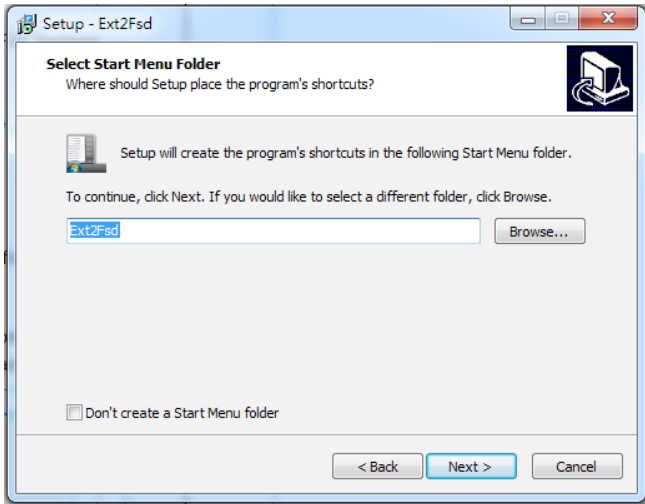 Setup - Ext2Fsd
Select Start Menu Folder
Where should Setup place the program's shortcuts?
Setup will create the program's shortcuts in the following Start Menu folder.
To continue, click Next. If you would like to select a different folder, click Browse.
Ext2Fsd
Browse...
Don't create a Start Menu folder
< Back
Next >
Cancel